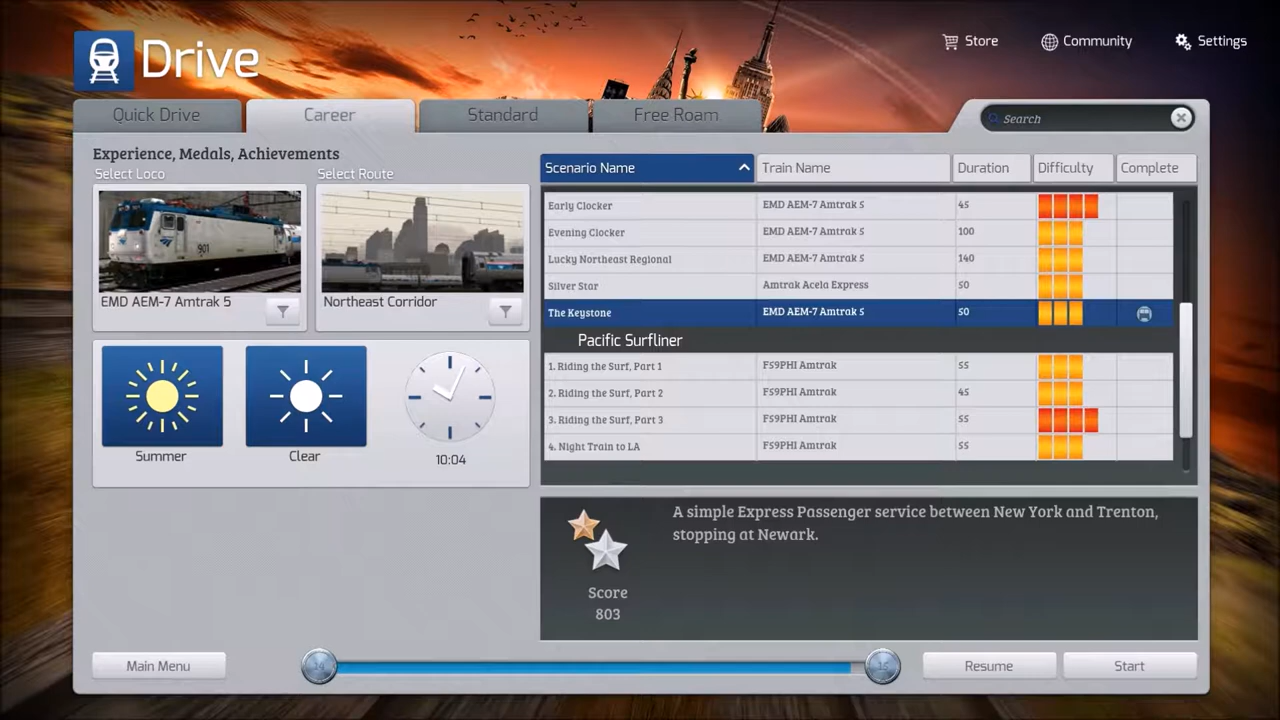 Drive
Store
Community
Settings
Quick Drive
Career
Standard
Free Roam
Search
Experience, Medals, Achievements
Select Loco
Select Route
901
EMD AEM-7 Amtrak 5
Northeast Corridor
Summer
Clear
10:04
Scenario Name Train Name Duration Difficulty Complete
Early Clocker EMD AEM-7 Amtrak 5 45
Evening Clocker EMD AEM-7 Amtrak 5 100
Lucky Northeast Regional EMD AEM-7 Amtrak 5 140
Silver Star Amtrak Acela Express 50
The Keystone EMD AEM-7 Amtrak 5 50
Pacific Surfliner
1. Riding the Surf, Part 1 F59PHI Amtrak 55
2. Riding the Surf, Part 2 F59PHI Amtrak 45
3. Riding the Surf, Part 3 F59PHI Amtrak 55
4. Night Train to LA F59PHI Amtrak 55
A simple Express Passenger service between New York and Trenton,
stopping at Newark.
Score
803
Main Menu
14
15
Resume
Start